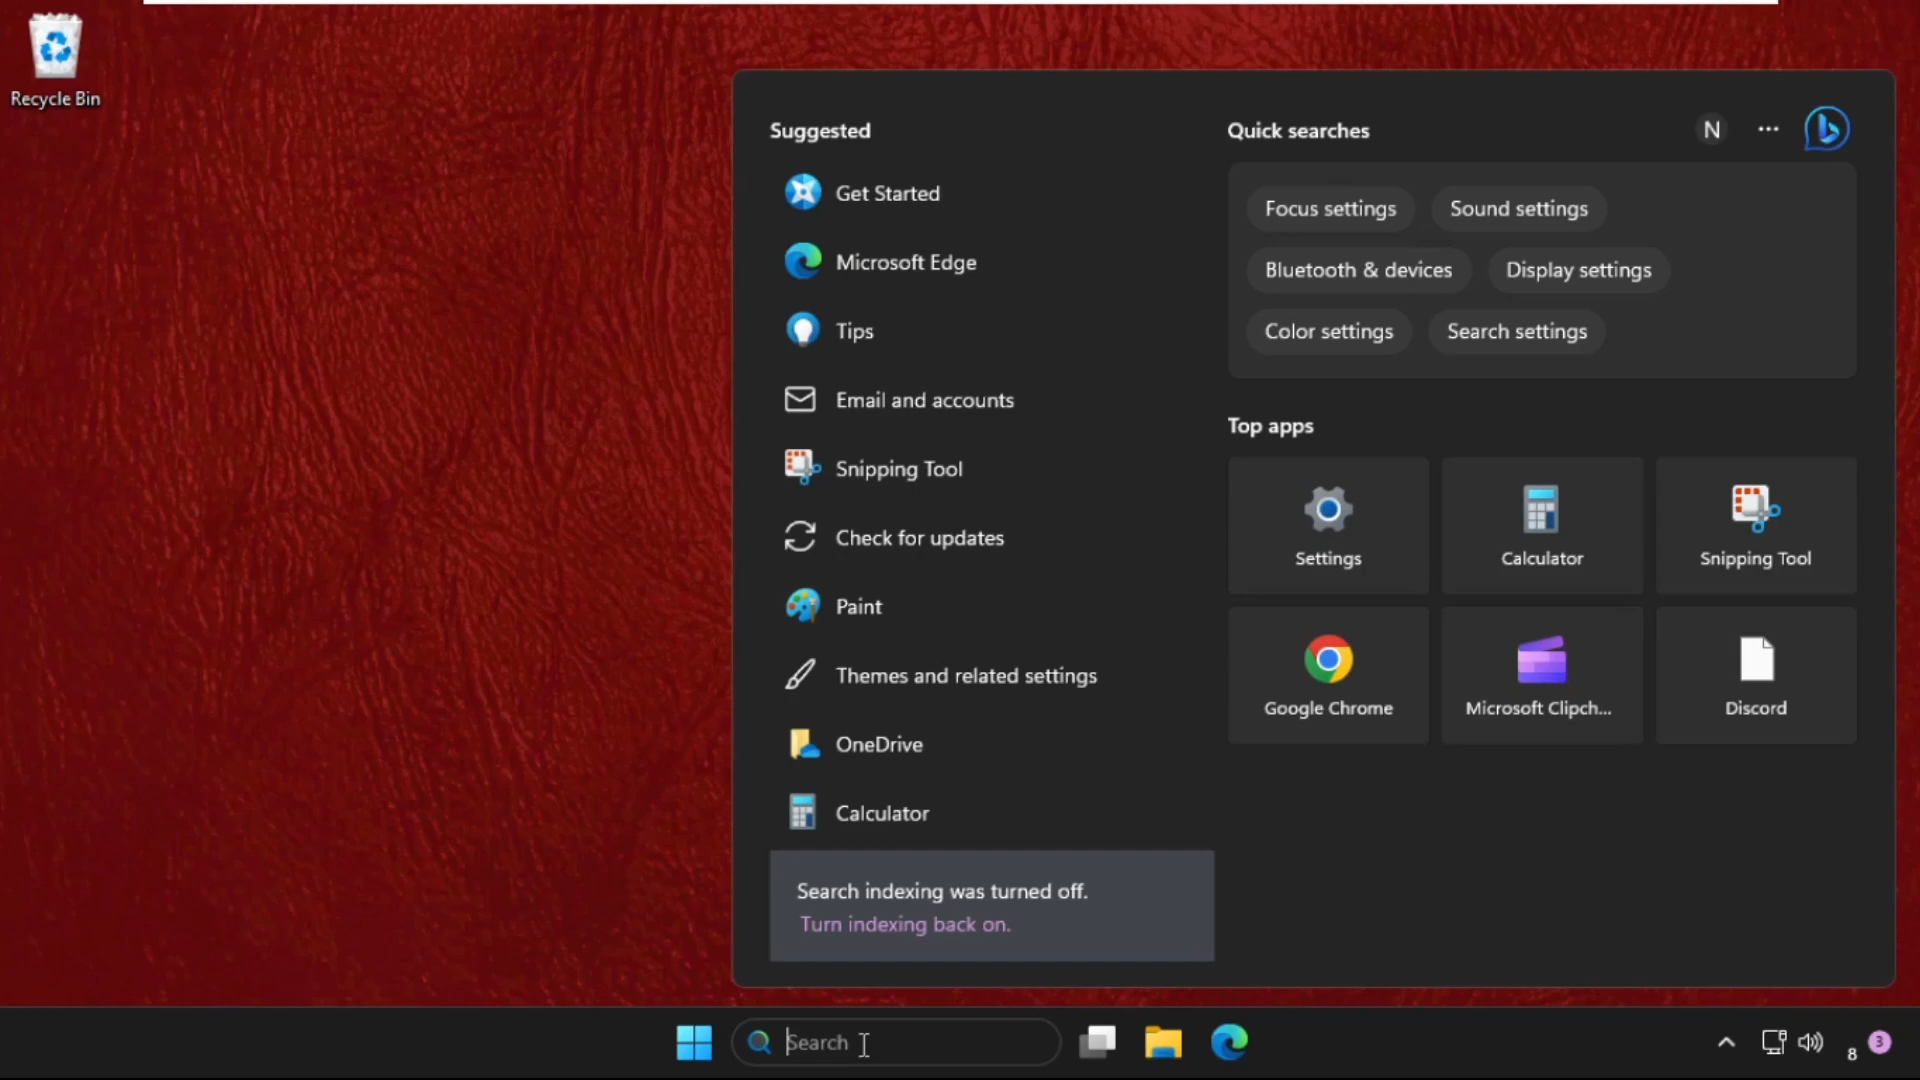 Recycle Bin
Suggested
Get Started
Microsoft Edge
Tips
Email and accounts
Snipping Tool
Check for updates
Paint
Themes and related settings
OneDrive
Calculator
Search indexing was turned off.
Turn indexing back on.
Quick searches
N
Focus settings
Sound settings
Bluetooth & devices
Display settings
Color settings
Search settings
Top apps
Settings
Calculator
Snipping Tool
Google Chrome
Microsoft Clipch...
Discord
Search
8
3